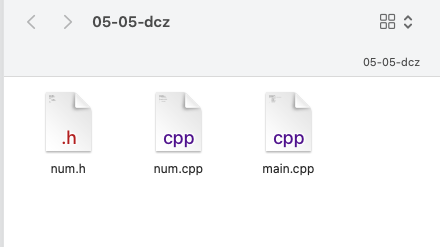 05-05-dcz
05-05-dcz
.h cpp cpp
num.h num.cpp main.cpp